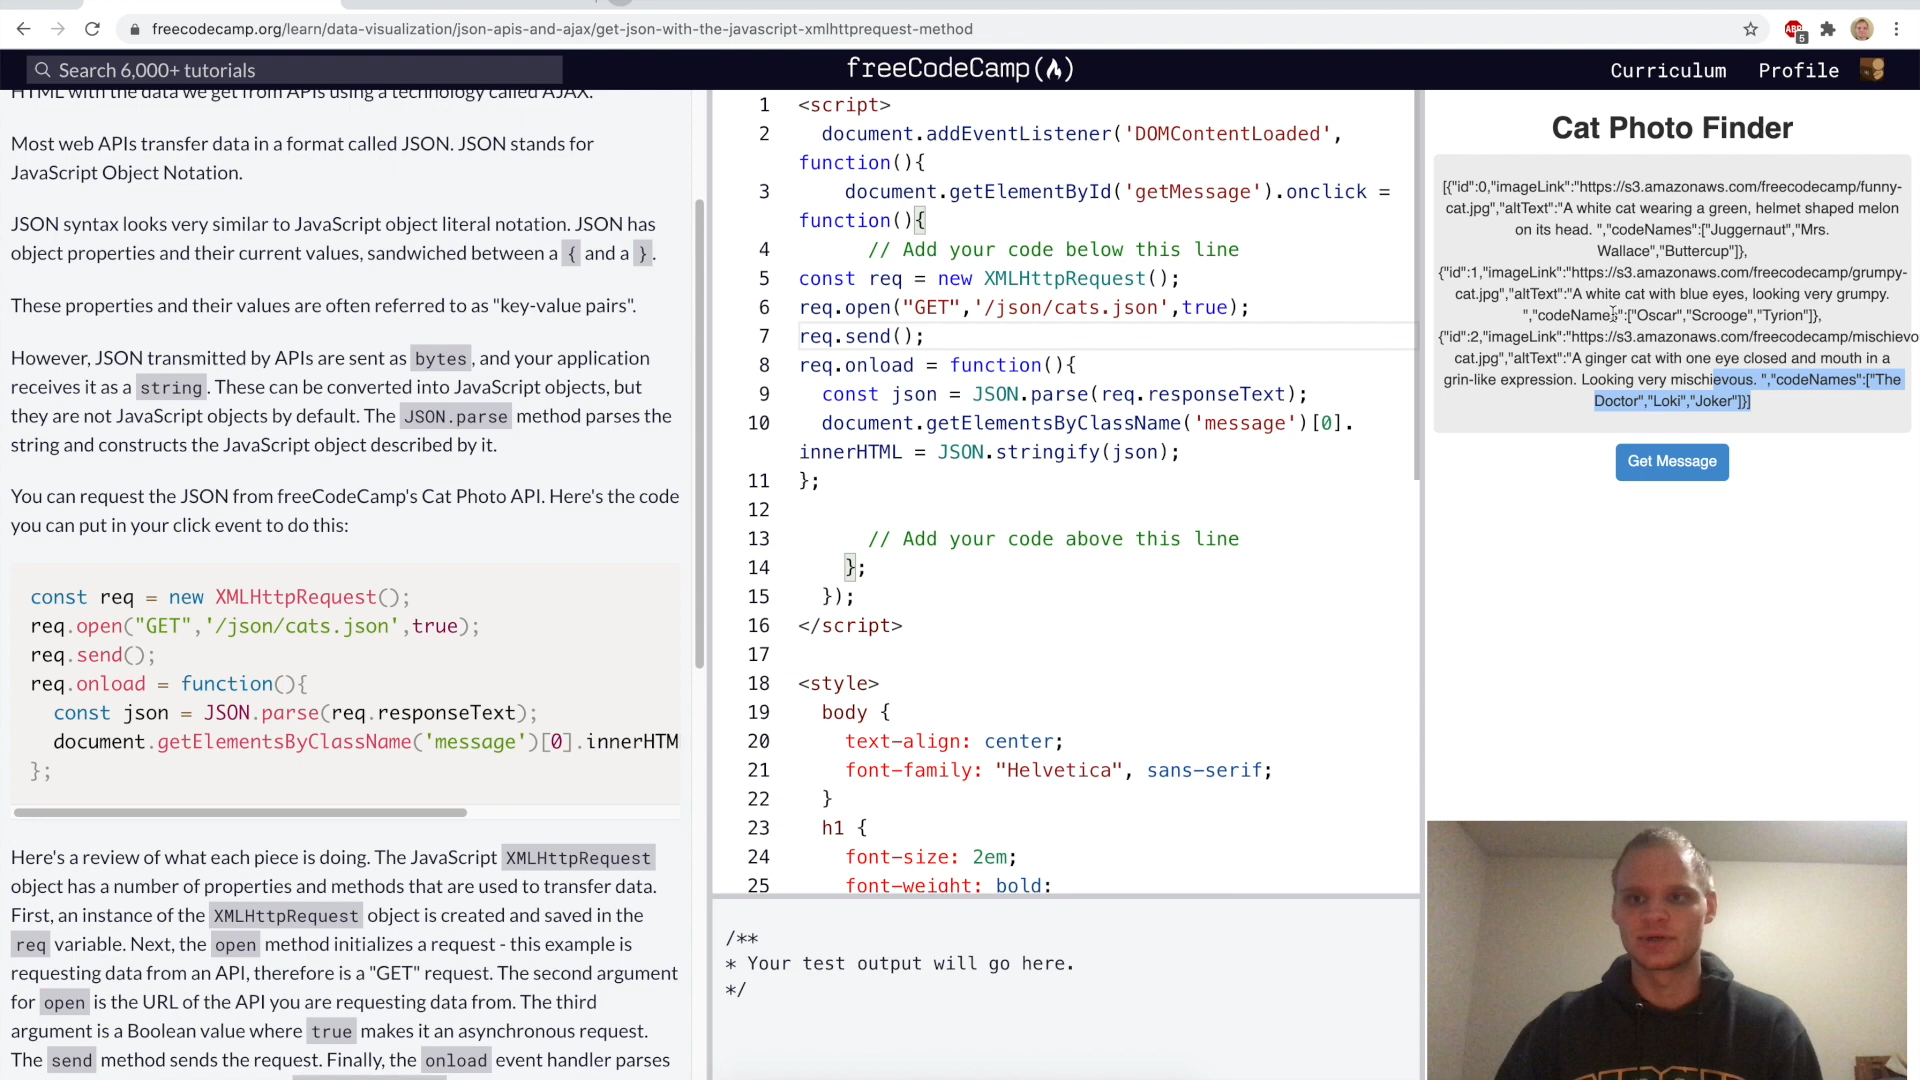 freecodecamp.org/learn/data-visualization/json-apis-and-ajax/get-json-with-the-javascript-xmlhttprequest-method
ABP
5
Search 6,000+ tutorials
freeCodeCamp
Curriculum
Profile
HTML with the data we get from APIs using a technology called AJAX.
Most web APIs transfer data in a format called JSON. JSON stands for
JavaScript Object Notation.
JSON syntax looks very similar to JavaScript object literal notation. JSON has
object properties and their current values, sandwiched between a { and a }.
These properties and their values are often referred to as "key-value pairs".
However, JSON transmitted by APIs are sent as bytes, and your application
receives it as a string. These can be converted into JavaScript objects, but
they are not JavaScript objects by default. The JSON.parse method parses the
string and constructs the JavaScript object described by it.
You can request the JSON from freeCodeCamp's Cat Photo API. Here's the code
you can put in your click event to do this:
const req = new XMLHttpRequest();
req.open("GET",'/json/cats.json',true);
req.send();
req.onload = function(){
const json = JSON.parse(req.responseText);
document.getElementsByClassName('message')[0].innerHTM
};
Here's a review of what each piece is doing. The JavaScript XMLHttpRequest
object has a number of properties and methods that are used to transfer data.
First, an instance of the XMLHttpRequest object is created and saved in the
req variable. Next, the open method initializes a request - this example is
requesting data from an API, therefore is a "GET" request. The second argument
for open is the URL of the API you are requesting data from. The third
argument is a Boolean value where true makes it an asynchronous request.
The send method sends the request. Finally, the onload event handler parses
1 <script>
2 document.addEventListener('DOMContentLoaded',
function(){
3 document.getElementById('getMessage').onclick =
function(){
4 // Add your code below this line
5 const req = new XMLHttpRequest();
6 req.open("GET",'/json/cats.json',true);
7 req.send();
8 req.onload = function(){
9 const json = JSON.parse(req.responseText);
10 document.getElementsByClassName('message')[0].
innerHTML = JSON.stringify(json);
11 };
12
13 // Add your code above this line
14 };
15 });
16 </script>
17
18 <style>
19 body {
20 text-align: center;
21 font-family: "Helvetica", sans-serif;
22 }
23 h1 {
24 font-size: 2em;
25 font-weight: bold;
/**
* Your test output will go here.
*/
Cat Photo Finder
[{"id":0,"imageLink":"https://s3.amazonaws.com/freecodecamp/funny-
cat.jpg","altText":"A white cat wearing a green, helmet shaped melon
on its head. ","codeNames":["Juggernaut","Mrs.
Wallace","Buttercup"]},
{"id":1,"imageLink":"https://s3.amazonaws.com/freecodecamp/grumpy-
cat.jpg","altText":"A white cat with blue eyes, looking very grumpy.
","codeNames":["Oscar","Scrooge","Tyrion"]},
{"id":2,"imageLink":"https://s3.amazonaws.com/freecodecamp/mischievo
cat.jpg","altText":"A ginger cat with one eye closed and mouth in a
grin-like expression. Looking very mischievous. ","codeNames":["The
Doctor","Loki","Joker"]}]
Get Message